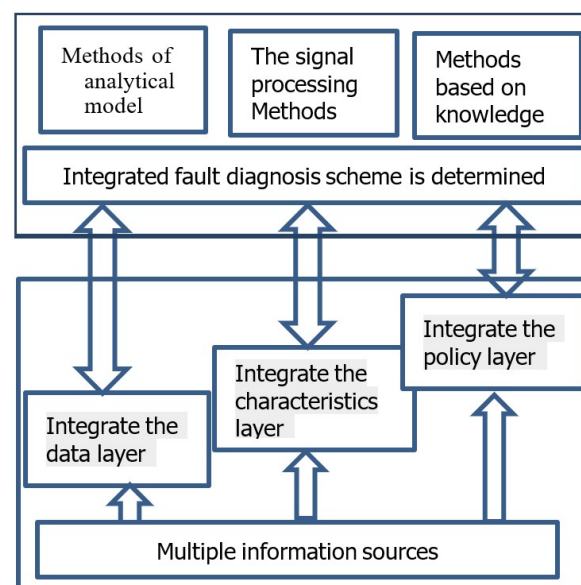 Methods of
analytical
model
The signal
processing
Methods
Methods
based on
knowledge
Integrated fault diagnosis scheme is determined
Integrate the
policy layer
Integrate the
characteristics
layer
Integrate the
data layer
Multiple information sources